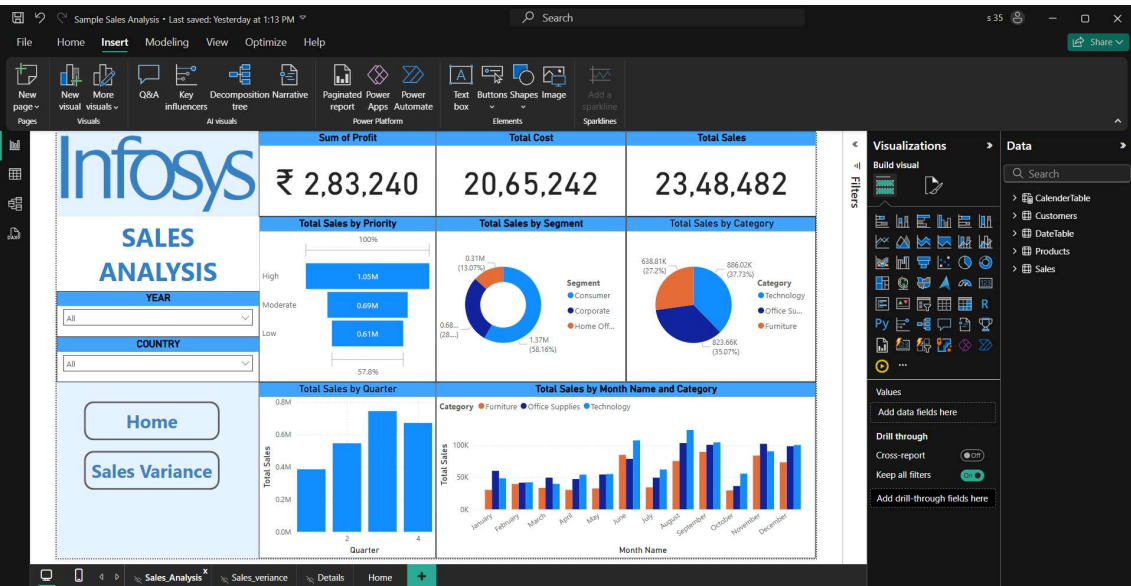 Sample Sales Analysis • Last saved: Yesterday at 1:13 PM
Search
s 35
File Home Insert Modeling View Optimize Help
Share
New page
New visual
More visuals
Q&A
Key influencers
Decomposition tree
Narrative
Paginated report
Power Apps
Power Automate
Text box
Buttons
Shapes
Image
Add a sparkline
Pages
Visuals
AI visuals
Power Platform
Elements
Sparklines
Infosys
SALES
ANALYSIS
YEAR
All
COUNTRY
All
Home
Sales Variance
Sum of Profit
₹ 2,83,240
Total Cost
20,65,242
Total Sales
23,48,482
Total Sales by Priority
100%
High
1.05M
Moderate
0.69M
Low
0.61M
57.8%
Total Sales by Segment
0.31M
(13.07%)
0.68...
(28....)
1.37M
(58.16%)
Segment
Consumer
Corporate
Home Off...
Total Sales by Category
638.81K
(27.2%)
886.02K
(37.73%)
823.66K
(35.07%)
Category
Technology
Office Su...
Furniture
Total Sales by Quarter
Total Sales
0.8M
0.6M
0.4M
0.2M
0.0M
2 4
Quarter
Total Sales by Month Name and Category
Category Furniture Office Supplies Technology
Total Sales
100K
50K
0K
January February March April May June July August September October November December
Month Name
Filters
Visualizations
Build visual
R
Py
Values
Add data fields here
Drill through
Cross-report
Off
Keep all filters
On
Add drill-through fields here
Data
Search
CalenderTable
Customers
DateTable
Products
Sales
Sales_Analysis
Sales_veriance
Details
Home